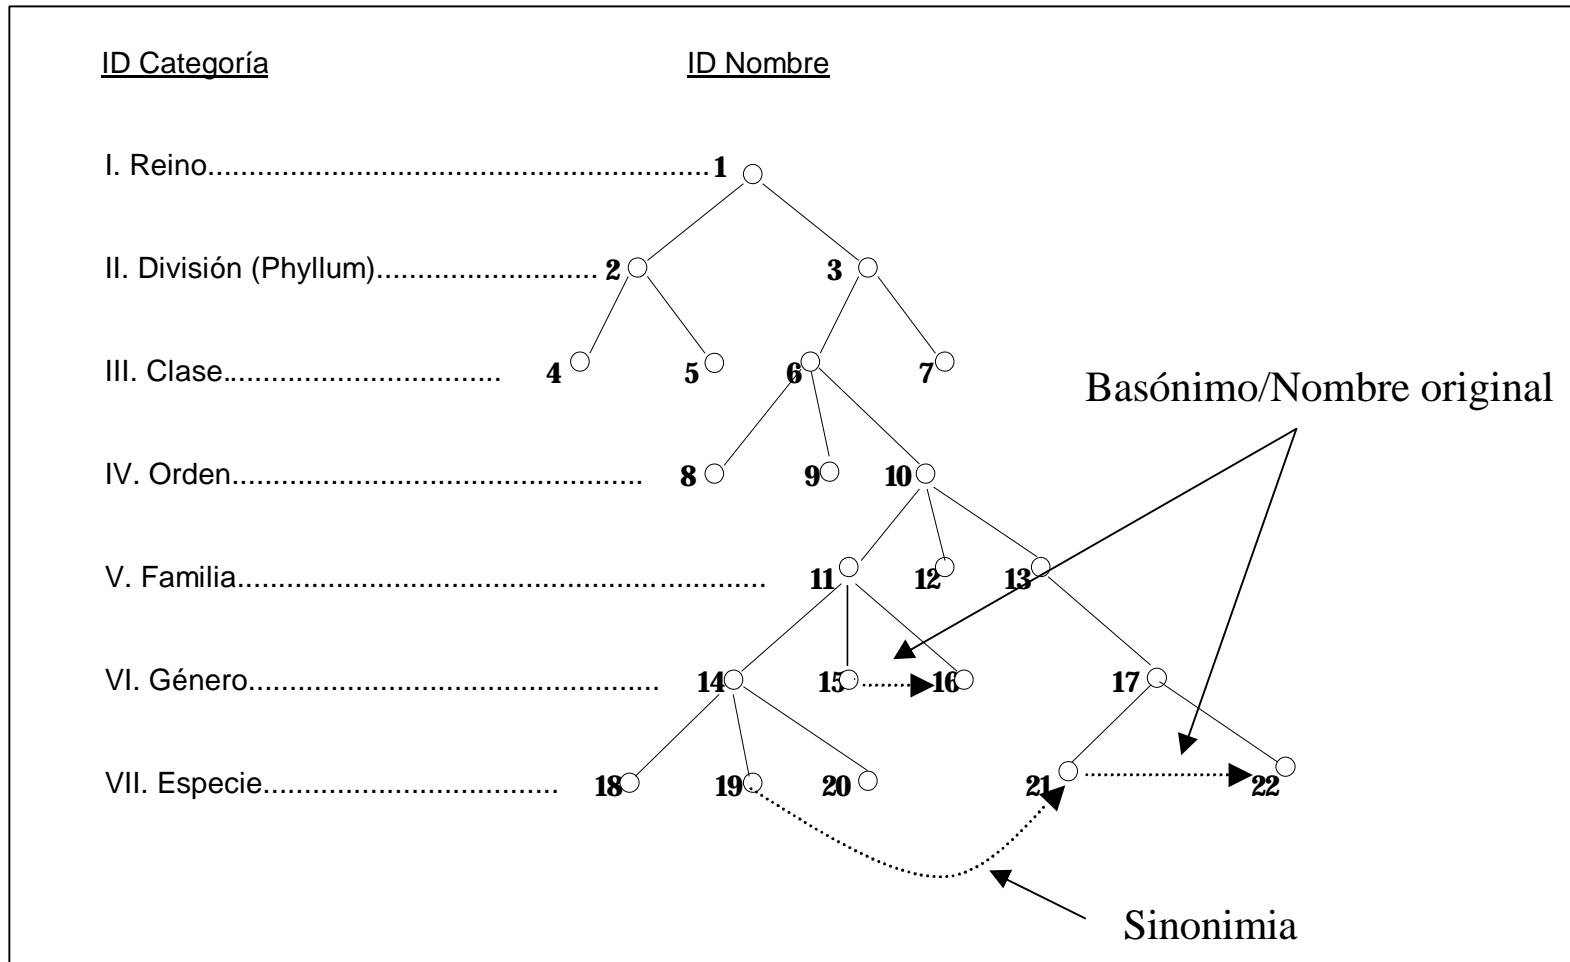 ID Categoría ID Nombre
I. Reino............................................................. 1
II. División (Phyllum)........................... 2 3
III. Clase................................. 4 5 6 7
Basónimo/Nombre original
IV. Orden.................................................. 8 9 10
V. Familia................................................................ 11 12 13
VI. Género.................................................. 14 15 16 17
VII. Especie.................................... 18 19 20 21 22
Sinonimia